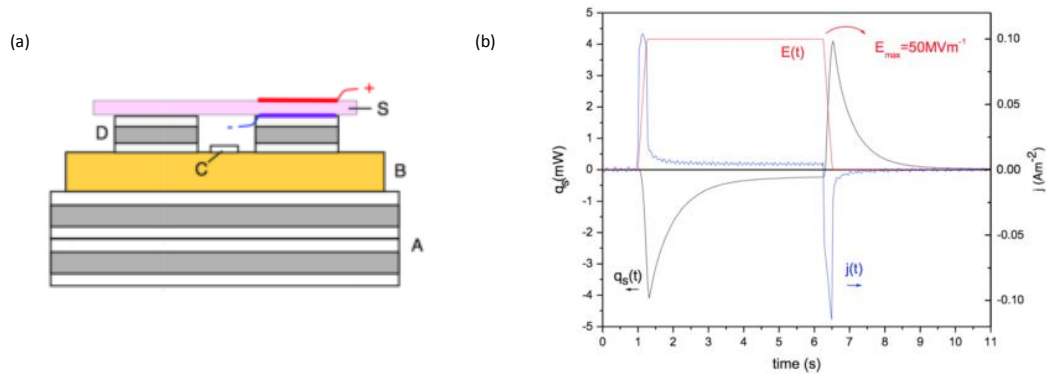 (a)
(b)
+
S
-
D
C
B
A
E(t)
E_max=50MVm⁻¹
q_s(t)
j(t)
q_s(mW)
5
4
3
2
1
0
-1
-2
-3
-4
-5
0.10
0.05
0.00
-0.05
-0.10
j (Am⁻²)
0 1 2 3 4 5 6 7 8 9 10 11
time (s)